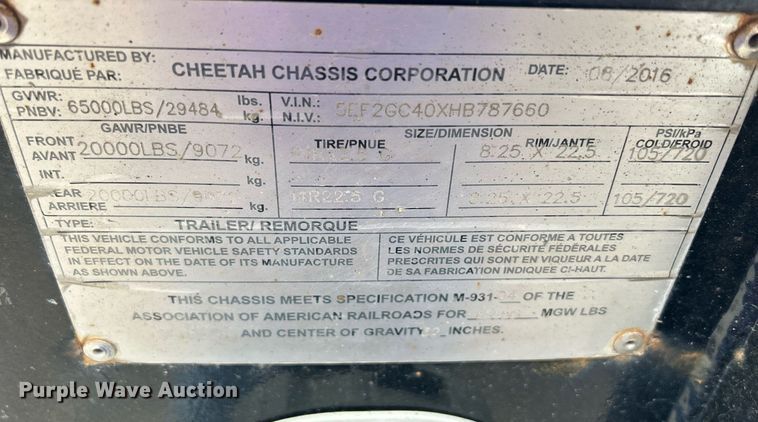 MANUFACTURED BY:
FABRIQUÉ PAR: CHEETAH CHASSIS CORPORATION DATE: 08/2016
GVWR: lbs. V.I.N.:
PNBV: 65000LBS/29484 kg. N.I.V.: 5EF2GC40XHB787660
GAWR/PNBE SIZE/DIMENSION PSI/kPa
FRONT TIRE/PNUE RIM/JANTE COLD/FROID
AVANT 20000LBS/9072 kg. 8.25 X 22.5 105/720
INT. kg.
REAR 20000LBS 11R22.5 G 8.25 X 22.5 105/720
ARRIERE kg.
TYPE: TRAILER/ REMORQUE
THIS VEHICLE CONFORMS TO ALL APPLICABLE
FEDERAL MOTOR VEHICLE SAFETY STANDARDS
IN EFFECT ON THE DATE OF ITS MANUFACTURE
AS SHOWN ABOVE.
CE VÉHICULE EST CONFORME A TOUTES
LES NORMES DE SÉCURITÉ FÉDÉRALES
PRESCRITES QUI SONT EN VIGUEUR A LA DATE
DE SA FABRICATION INDIQUEE CI-HAUT.
THIS CHASSIS MEETS SPECIFICATION M-931- OF THE
ASSOCIATION OF AMERICAN RAILROADS FOR MGW LBS
AND CENTER OF GRAVITY INCHES.
Purple Wave Auction